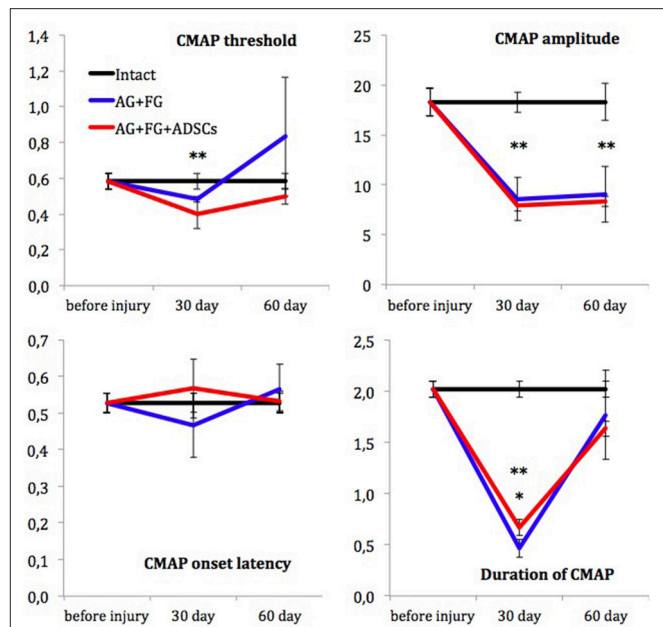 CMAP threshold
1,4
1,2
1,0
0,8
0,6
0,4
0,2
0,0
Intact
AG+FG
AG+FG+ADSCs
**
before injury 30 day 60 day
CMAP amplitude
25
20
15
10
5
0
** **
before injury 30 day 60 day
0,7
0,6
0,5
0,4
0,3
0,2
0,1
0,0
CMAP onset latency
before injury 30 day 60 day
2,5
2,0
1,5
1,0
0,5
0,0
**
*
Duration of CMAP
before injury 30 day 60 day